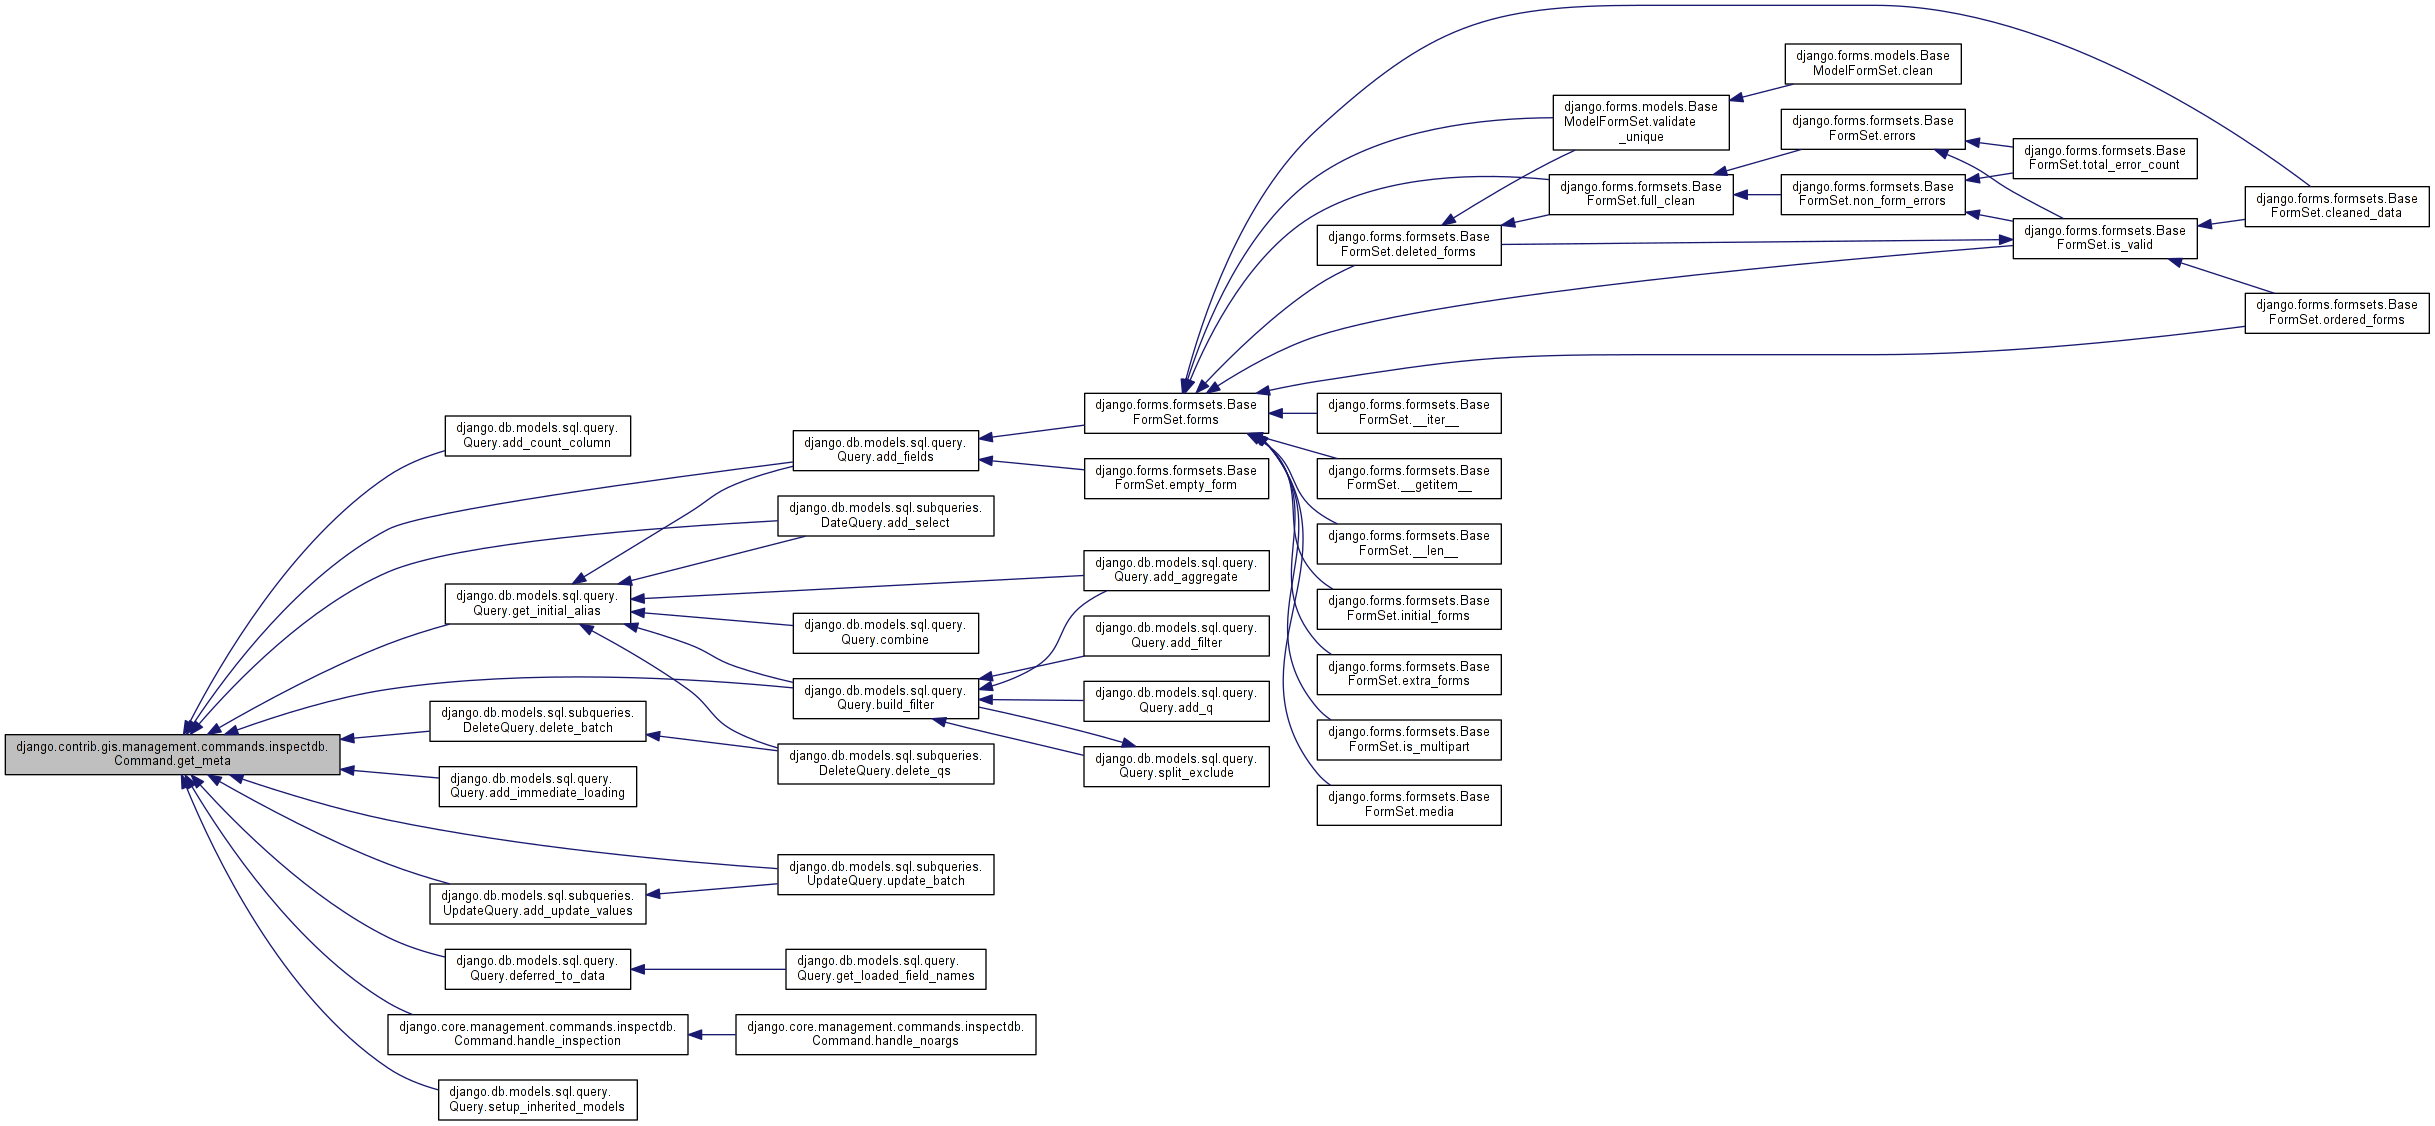 django.contrib.gis.management.commands.inspectdb.
Command.get_meta
django.db.models.sql.query.
Query.add_count_column
django.db.models.sql.query.
Query.get_initial_alias
django.db.models.sql.subqueries.
DeleteQuery.delete_batch
django.db.models.sql.query.
Query.add_immediate_loading
django.db.models.sql.subqueries.
UpdateQuery.add_update_values
django.db.models.sql.query.
Query.deferred_to_data
django.core.management.commands.inspectdb.
Command.handle_inspection
django.db.models.sql.query.
Query.setup_inherited_models
django.db.models.sql.query.
Query.add_fields
django.db.models.sql.subqueries.
DateQuery.add_select
django.db.models.sql.query.
Query.combine
django.db.models.sql.query.
Query.build_filter
django.db.models.sql.subqueries.
DeleteQuery.delete_qs
django.db.models.sql.subqueries.
UpdateQuery.update_batch
django.db.models.sql.query.
Query.get_loaded_field_names
django.core.management.commands.inspectdb.
Command.handle_noargs
django.forms.formsets.Base
FormSet.forms
django.forms.formsets.Base
FormSet.empty_form
django.db.models.sql.query.
Query.add_aggregate
django.db.models.sql.query.
Query.add_filter
django.db.models.sql.query.
Query.add_q
django.db.models.sql.query.
Query.split_exclude
django.forms.formsets.Base
FormSet.deleted_forms
django.forms.formsets.Base
FormSet.__iter__
django.forms.formsets.Base
FormSet.__getitem__
django.forms.formsets.Base
FormSet.__len__
django.forms.formsets.Base
FormSet.initial_forms
django.forms.formsets.Base
FormSet.extra_forms
django.forms.formsets.Base
FormSet.is_multipart
django.forms.formsets.Base
FormSet.media
django.forms.models.Base
ModelFormSet.validate
_unique
django.forms.formsets.Base
FormSet.full_clean
django.forms.models.Base
ModelFormSet.clean
django.forms.formsets.Base
FormSet.errors
django.forms.formsets.Base
FormSet.non_form_errors
django.forms.formsets.Base
FormSet.total_error_count
django.forms.formsets.Base
FormSet.is_valid
django.forms.formsets.Base
FormSet.cleaned_data
django.forms.formsets.Base
FormSet.ordered_forms